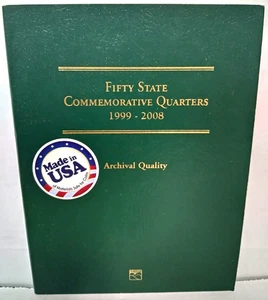 FIFTY STATE
COMMEMORATIVE QUARTERS
1999 - 2008
Made in
USA
Archival Quality